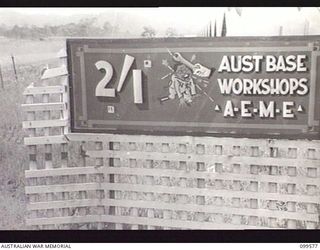 2/1
AUST BASE
WORKSHOPS
A·E·M·E
AUSTRALIAN WAR MEMORIAL
099577